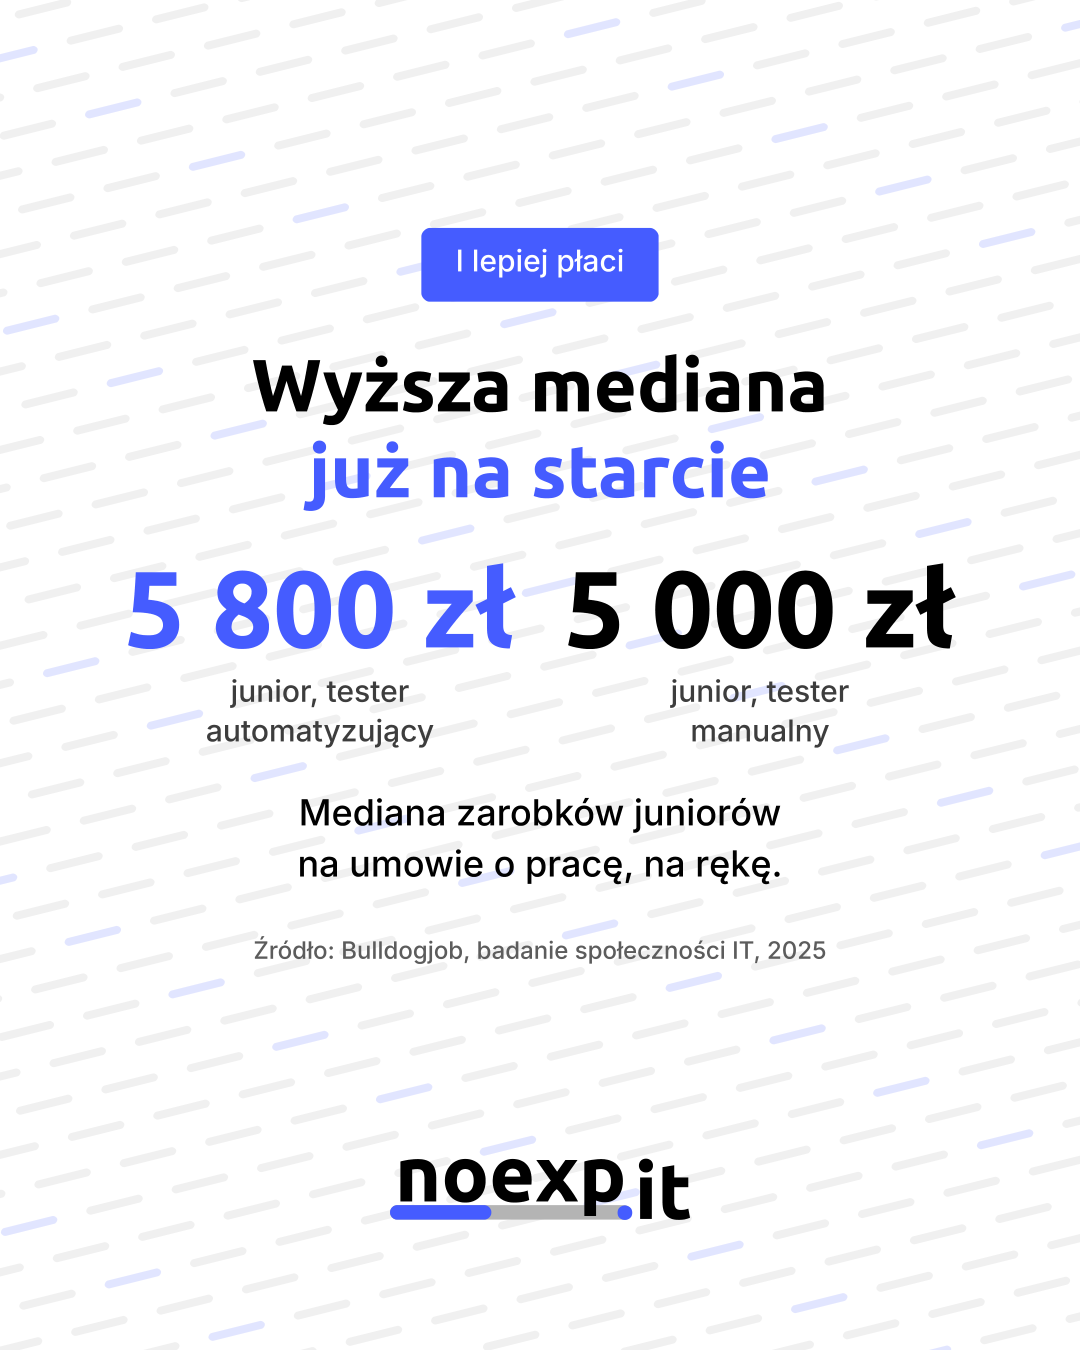 I lepiej płaci
Wyższa mediana
już na starcie
5 800 zł
junior, tester
automatyzujący
5 000 zł
junior, tester
manualny
Mediana zarobków juniorów
na umowie o pracę, na rękę.
Źródło: Bulldogjob, badanie społeczności IT, 2025
noexp.it